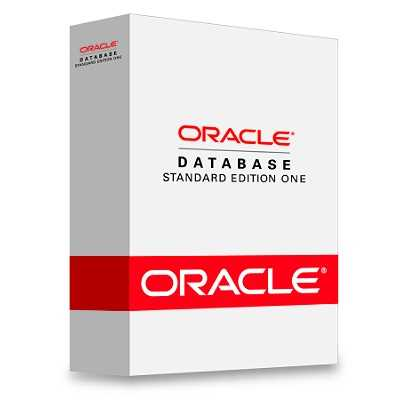 ORACLE
DATABASE
STANDARD EDITION ONE
ORACLE®
DATABASE
STANDARD EDITION ONE
ORACLE®